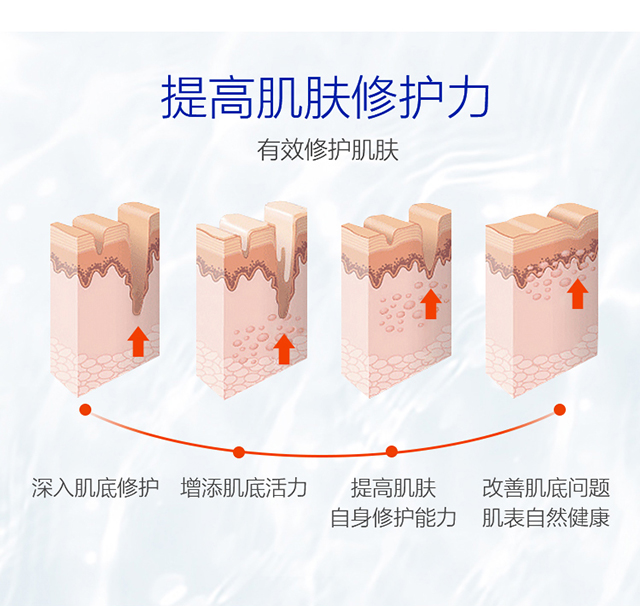 提高肌肤修护力
有效修护肌肤
深入肌底修护
增添肌底活力
提高肌肤
自身修护能力
改善肌底问题
肌表自然健康